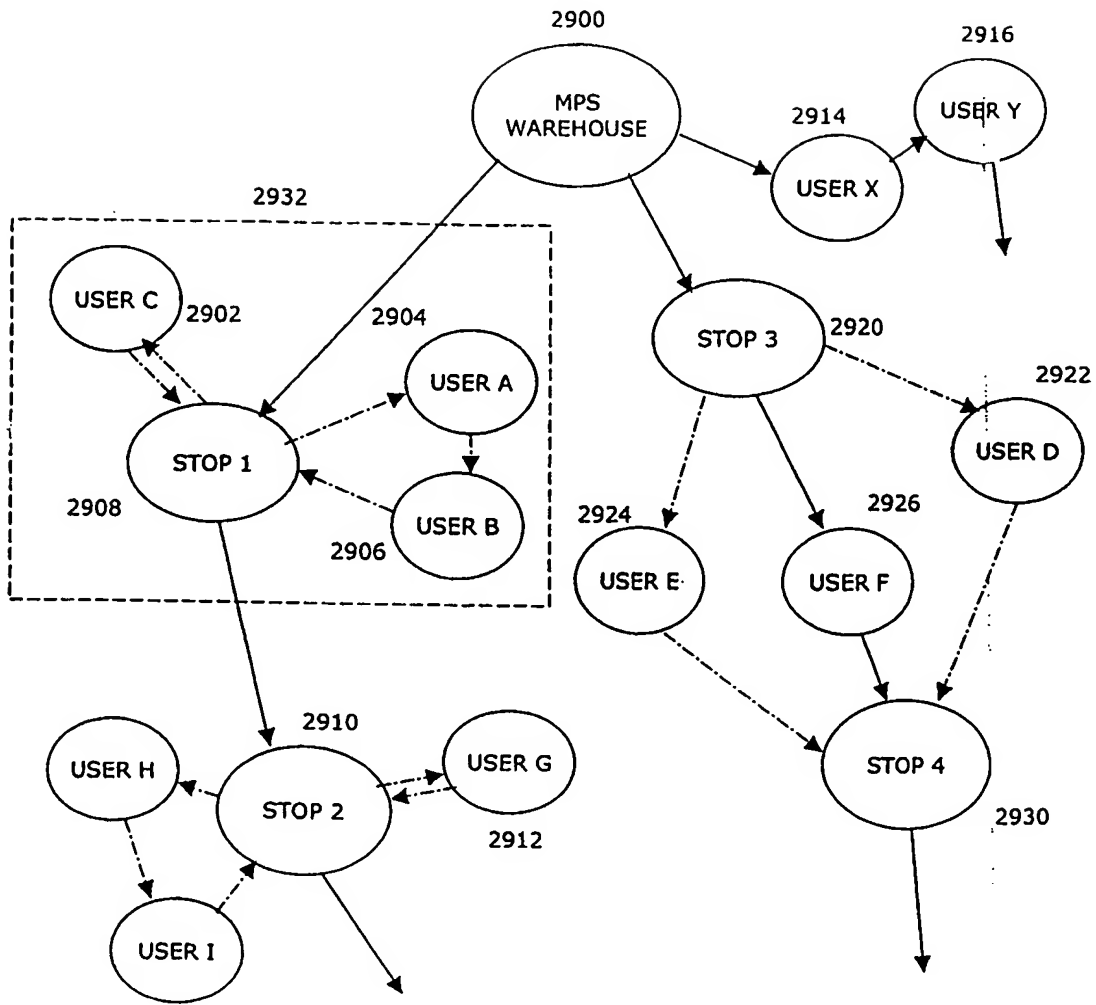 2900
MPS
WAREHOUSE
2916
USER Y
2914
USER X
2932
USER C
2902
2904
USER A
STOP 3
2920
2922
USER D
STOP 1
2908
USER B
2906
2924
2926
USER E
USER F
2910
USER H
USER G
STOP 2
2912
STOP 4
2930
USER I